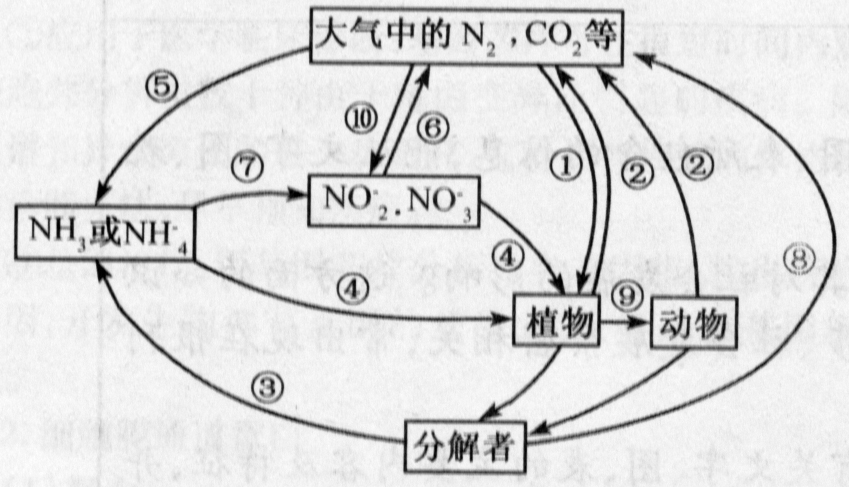 大气中的N₂,CO₂等
⑤
⑩
⑥
①
②
②
⑦
NO⁻₂.NO⁻₃
NH₃或NH⁻₄
④
④
⑧
植物
⑨
动物
③
分解者